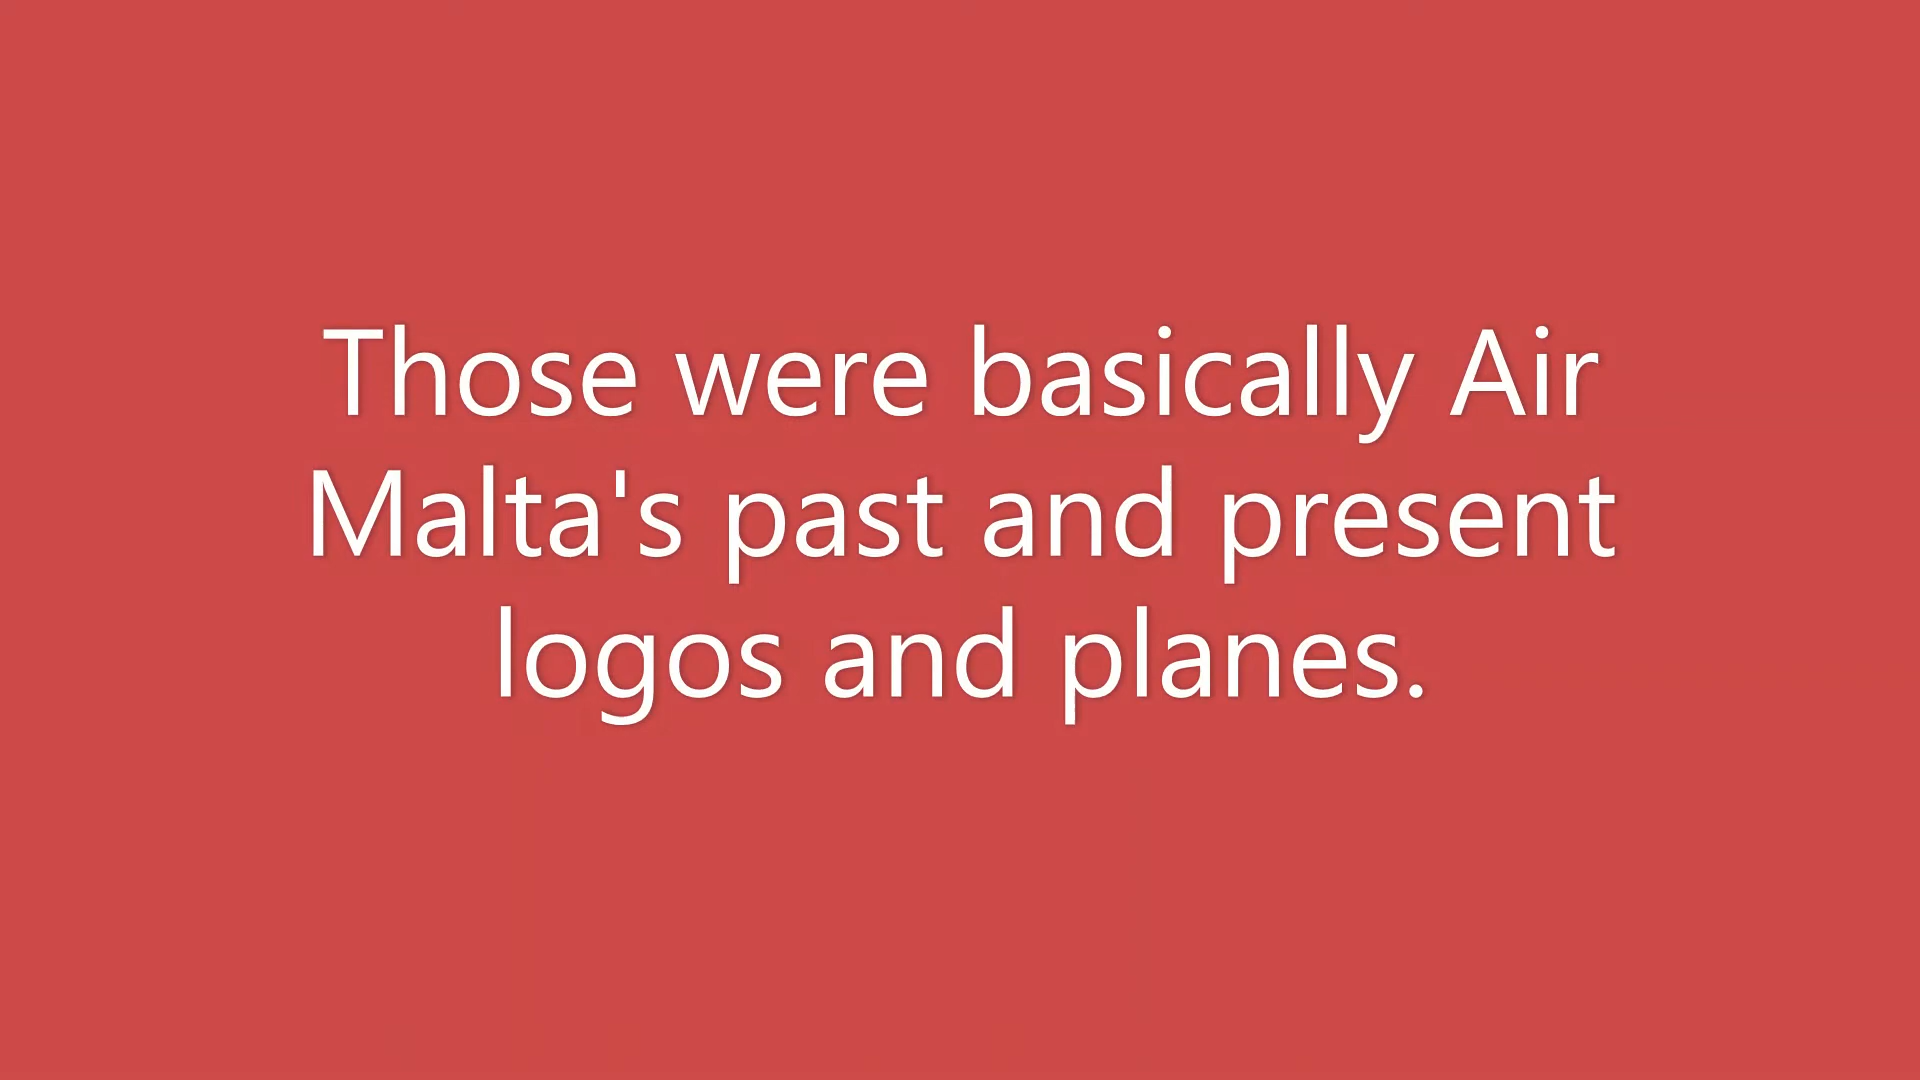 Those were basically Air
Malta's past and present
logos and planes.